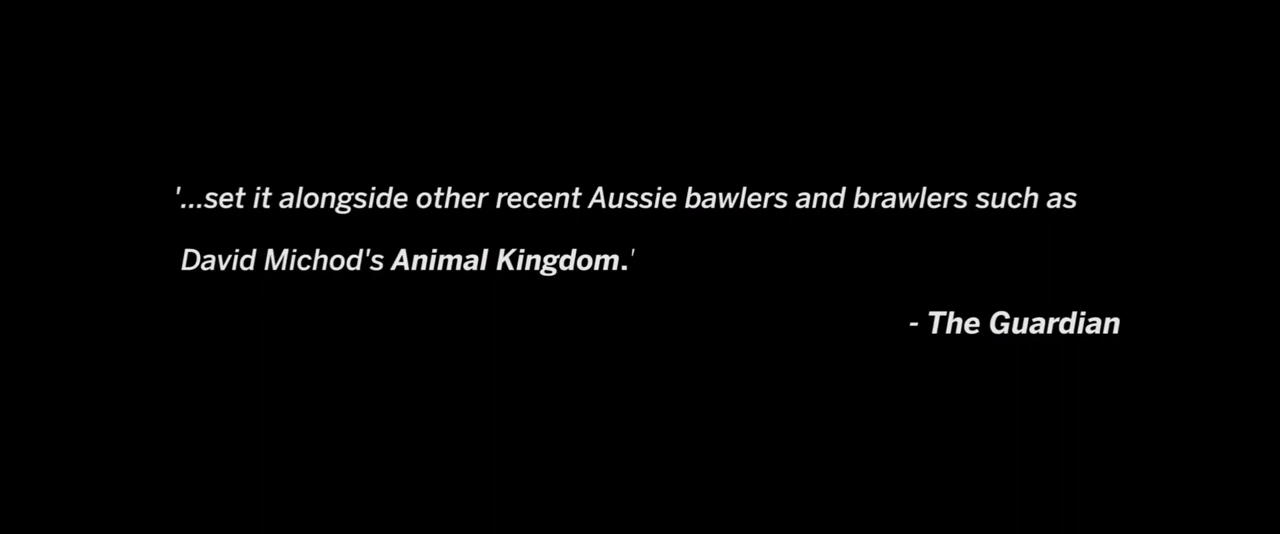 '...set it alongside other recent Aussie bawlers and brawlers such as
David Michod's Animal Kingdom.'
- The Guardian